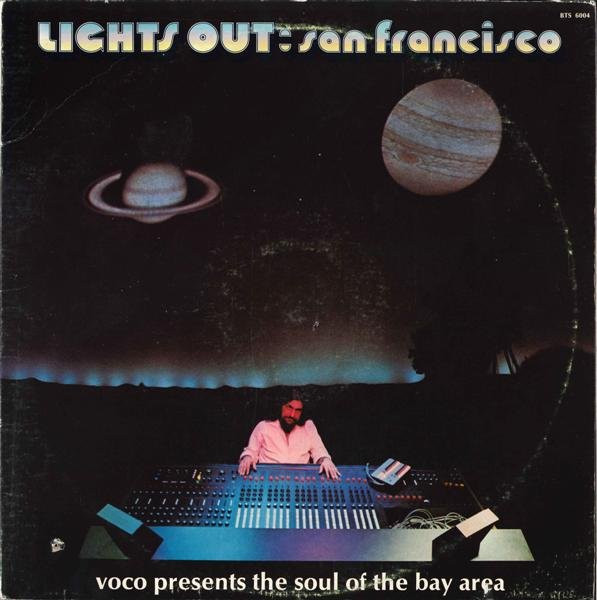 BTS 6004
LIGHTS OUT: san francisco
voco presents the soul of the bay area